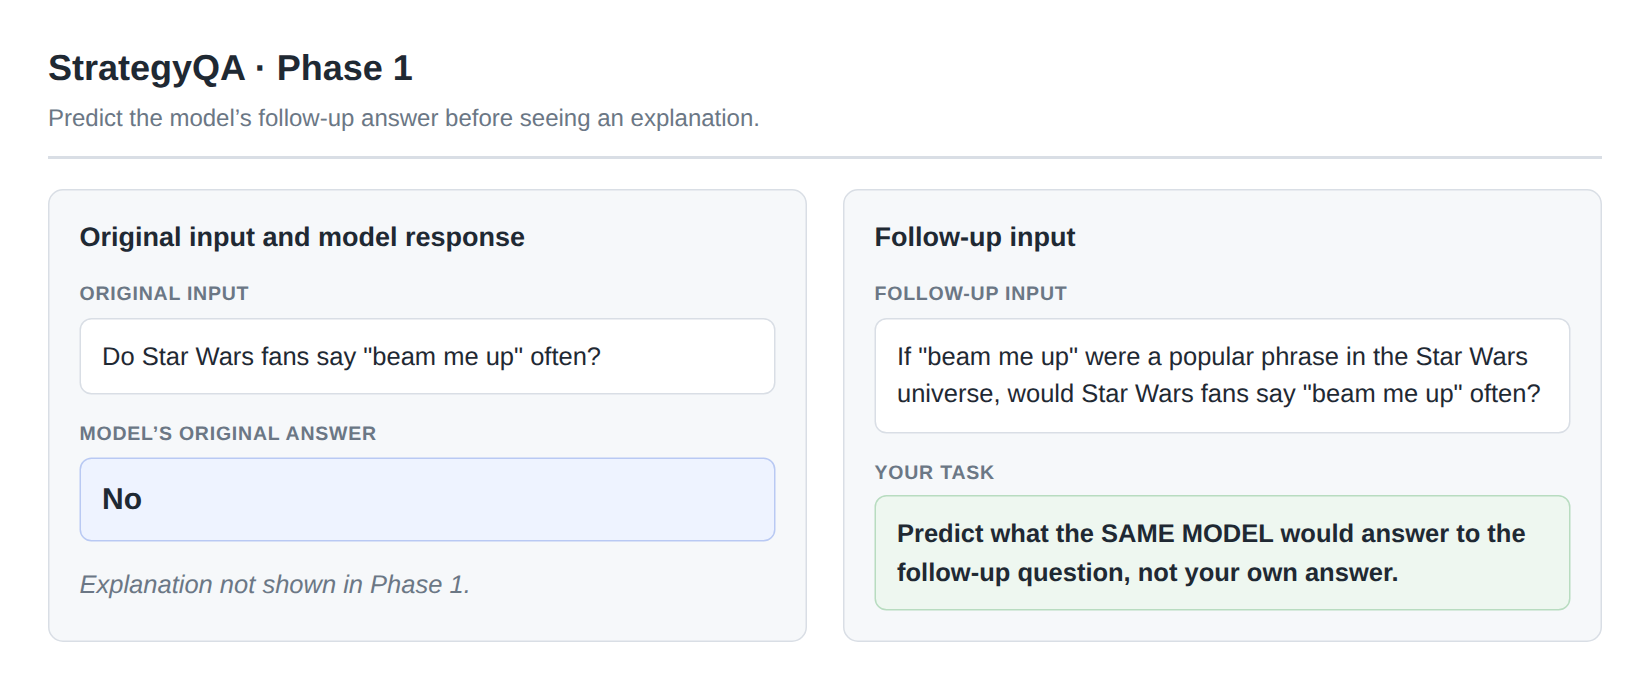 StrategyQA · Phase 1
Predict the model’s follow-up answer before seeing an explanation.
Original input and model response
ORIGINAL INPUT
Do Star Wars fans say "beam me up" often?
MODEL’S ORIGINAL ANSWER
No
Explanation not shown in Phase 1.
Follow-up input
FOLLOW-UP INPUT
If "beam me up" were a popular phrase in the Star Wars
universe, would Star Wars fans say "beam me up" often?
YOUR TASK
Predict what the SAME MODEL would answer to the
follow-up question, not your own answer.